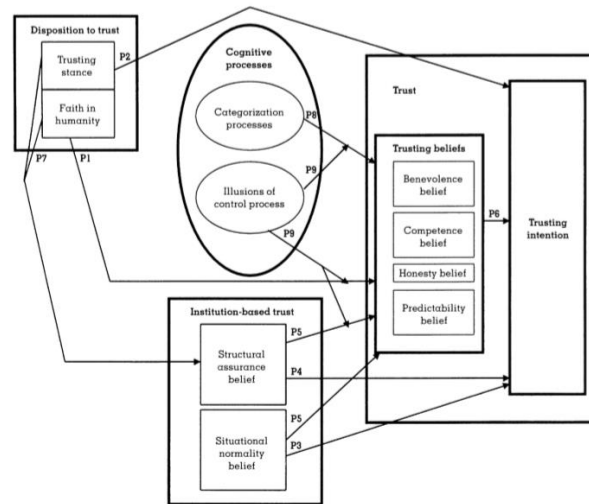 Disposition to trust
Trusting
stance
Faith in
humanity
P2
P7
P1
Cognitive
processes
Categorization
processes
Illusions of
control process
P8
P9
P9
Trust
Trusting beliefs
Benevolence
belief
Competence
belief
Honesty belief
Predictability
belief
P6
Trusting
intention
Institution-based trust
Structural
assurance
belief
Situational
normality
belief
P5
P4
P5
P3